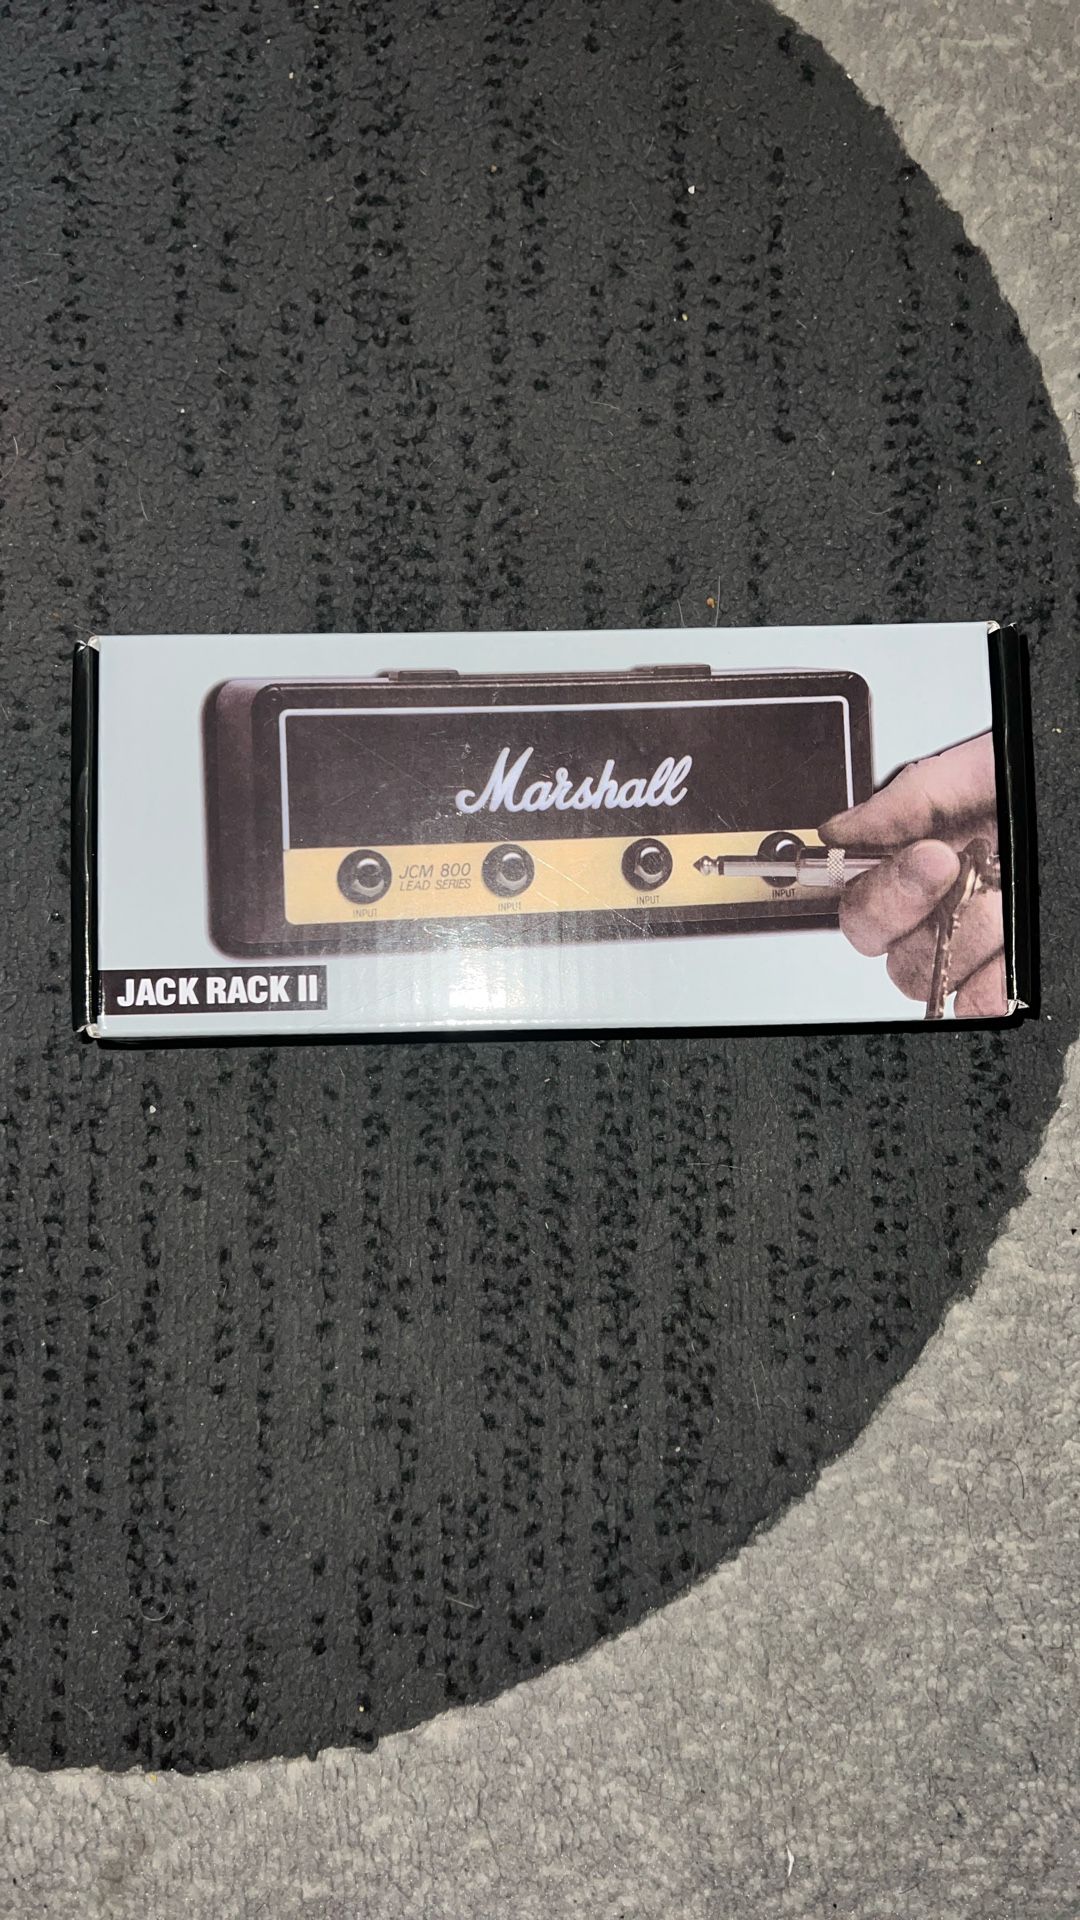 Marshall
JCM 800
LEAD SERIES
INPUT
INPUT
INPUT
INPUT
JACK RACK II